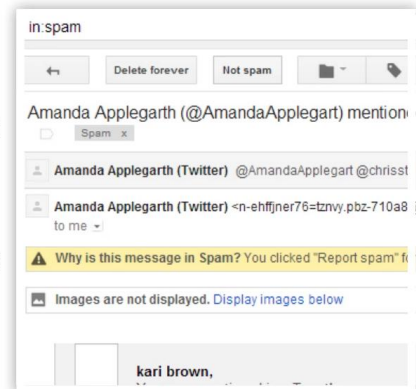 in:spam
Delete forever Not spam
Amanda Applegarth (@AmandaApplegart) mention
Spam x
Amanda Applegarth (Twitter) @AmandaApplegart @chrisst
Amanda Applegarth (Twitter) <n-ehffjner76=tznvy.pbz-710a8
to me
Why is this message in Spam? You clicked "Report spam" fo
Images are not displayed. Display images below
kari brown,